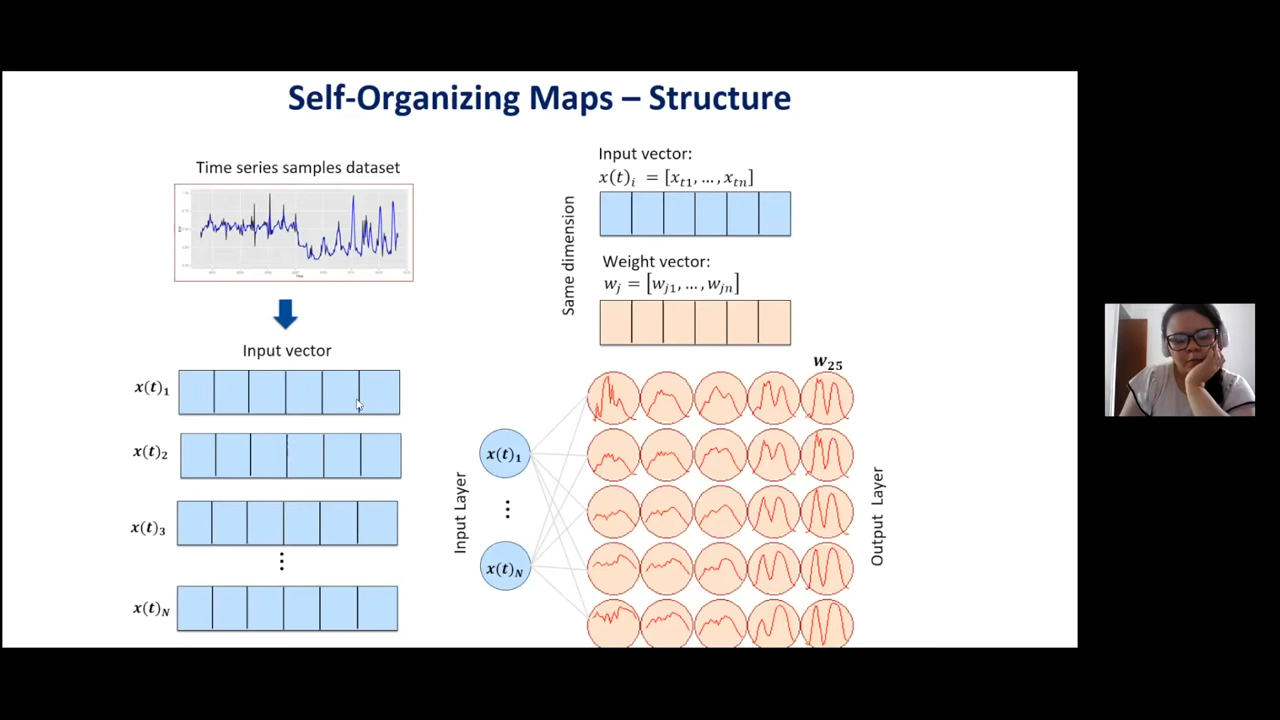 Self-Organizing Maps – Structure
Time series samples dataset
Input vector
x(t)₁
x(t)₂
x(t)₃
⋮
x(t)N
Input vector:
x(t)ᵢ = [xₜ₁, … , xₜₙ]
Weight vector:
wⱼ = [wⱼ₁, … , wⱼₙ]
Same dimension
w₂₅
Input Layer
x(t)₁
⋮
x(t)N
Output Layer